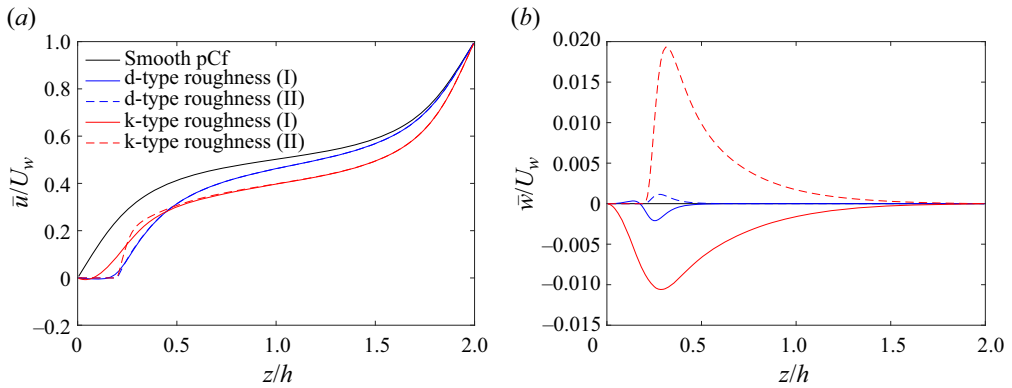 (a)
1.0
0.8
0.6
0.4
0.2
0
–0.2
ū/U_w
Smooth pCf
d-type roughness (I)
d-type roughness (II)
k-type roughness (I)
k-type roughness (II)
0 0.5 1.0 1.5 2.0
z/h
(b)
0.020
0.015
0.010
0.005
0
–0.005
–0.010
–0.015
w̄/U_w
0 0.5 1.0 1.5 2.0
z/h